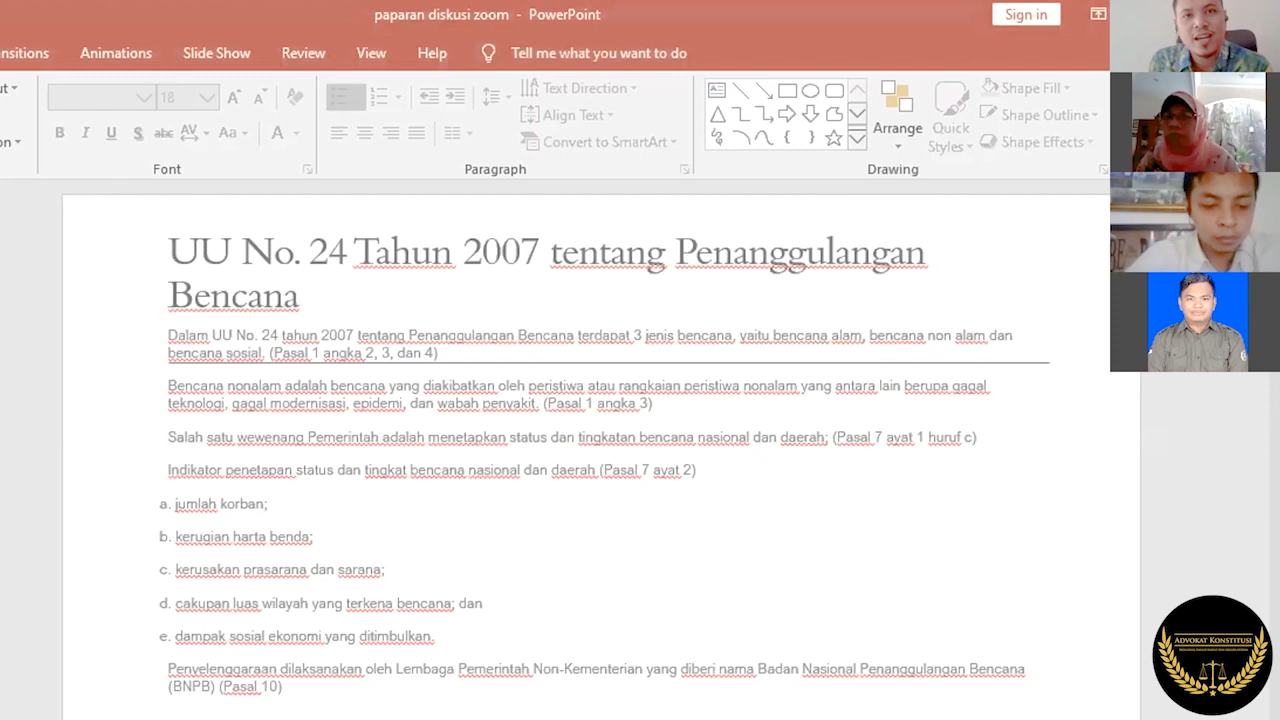 paparan diskusi zoom - PowerPoint
Sign in
nsitions Animations Slide Show Review View Help Tell me what you want to do
18
Text Direction
Align Text
Convert to SmartArt
Arrange
Quick Styles
Shape Fill
Shape Outline
Shape Effects
Font Paragraph Drawing
UU No. 24 Tahun 2007 tentang Penanggulangan
Bencana
Dalam UU No. 24 tahun 2007 tentang Penanggulangan Bencana terdapat 3 jenis bencana, yaitu bencana alam, bencana non alam dan
bencana sosial. (Pasal 1 angka 2, 3, dan 4)
Bencana nonalam adalah bencana yang diakibatkan oleh peristiwa atau rangkaian peristiwa nonalam yang antara lain berupa gagal
teknologi, gagal modernisasi, epidemi, dan wabah penyakit. (Pasal 1 angka 3)
Salah satu wewenang Pemerintah adalah menetapkan status dan tingkatan bencana nasional dan daerah; (Pasal 7 ayat 1 huruf c)
Indikator penetapan status dan tingkat bencana nasional dan daerah (Pasal 7 ayat 2)
a. jumlah korban;
b. kerugian harta benda;
c. kerusakan prasarana dan sarana;
d. cakupan luas wilayah yang terkena bencana; dan
e. dampak sosial ekonomi yang ditimbulkan.
Penyelenggaraan dilaksanakan oleh Lembaga Pemerinta Non-Kementerian yang diberi nama Badan Nasional Penanggulangan Bencana
(BNPB) (Pasal 10)
ADVOKAT KONSTITUSI